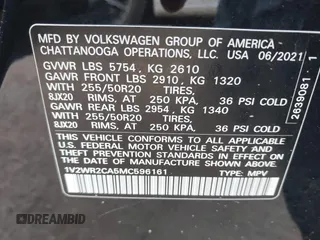 MFD. BY VOLKSWAGEN GROUP OF AMERICA
CHATTANOOGA OPERATIONS, LLC. USA 06/2021
GVWR LBS 5754, KG 2610
GAWR FRONT LBS 2910, KG 1320
WITH 255/50R20 TIRES,
8JX20 RIMS, AT 250 KPA, 36 PSI COLD
GAWR REAR LBS 2954, KG 1340
WITH 255/50R20 TIRES,
8JX20 RIMS, AT 250 KPA, 36 PSI COLD
THIS VEHICLE CONFORMS TO ALL APPLICABLE
FEDERAL MOTOR VEHICLE SAFETY, BUMPER,
AND THEFT PREVENTION STANDARDS IN EFFECT
ON THE DATE OF MANUFACTURE SHOWN ABOVE.
1V2WR2CA5MC596161 TYPE: MPV
2639081 1
DREAMBID